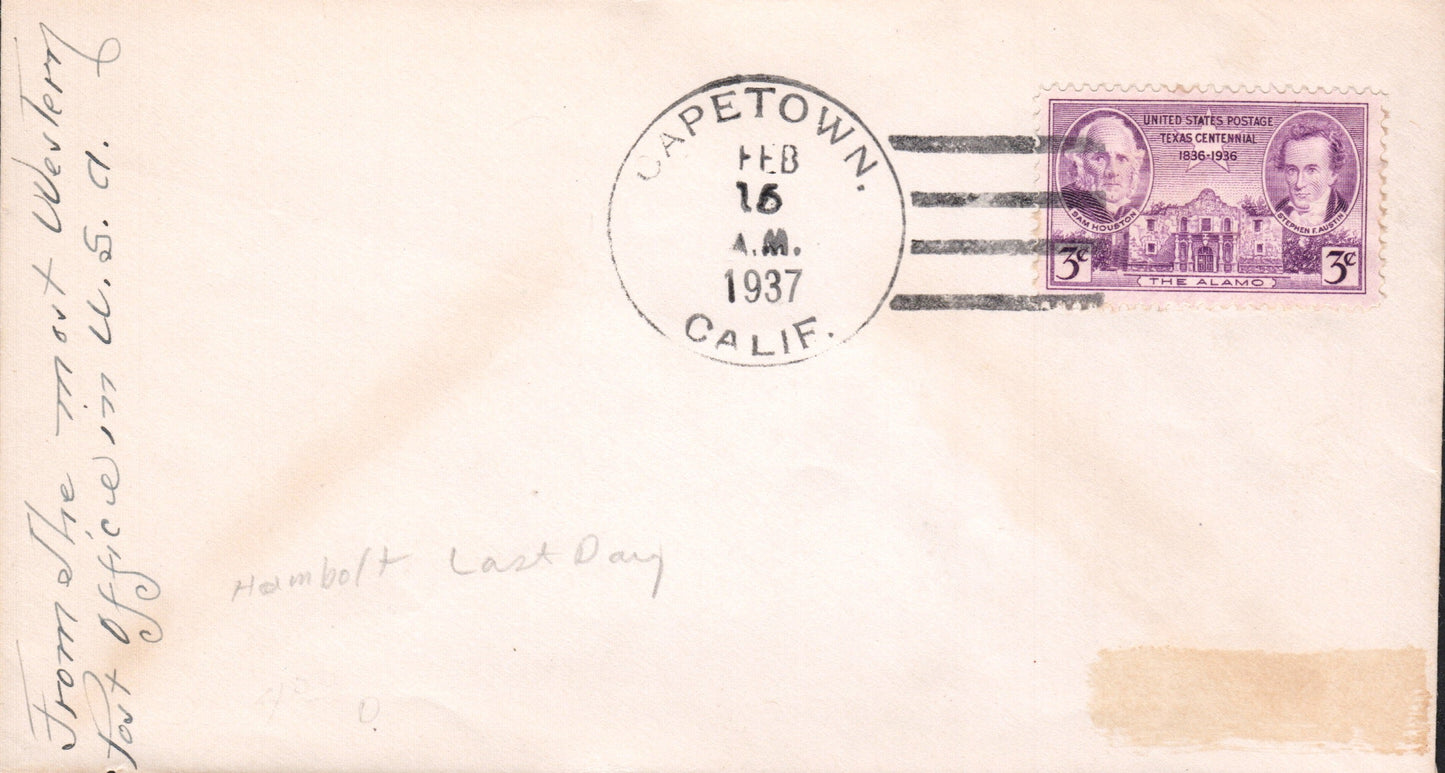 From the most Western
Post Office in U.S.A.
CAPETOWN.
FEB
16
A.M.
1937
CALIF.
UNITED STATES POSTAGE
TEXAS CENTENNIAL
1836-1936
SAM HOUSTON
STEPHEN F. AUSTIN
3¢
3¢
THE ALAMO
Hambolt Last Day